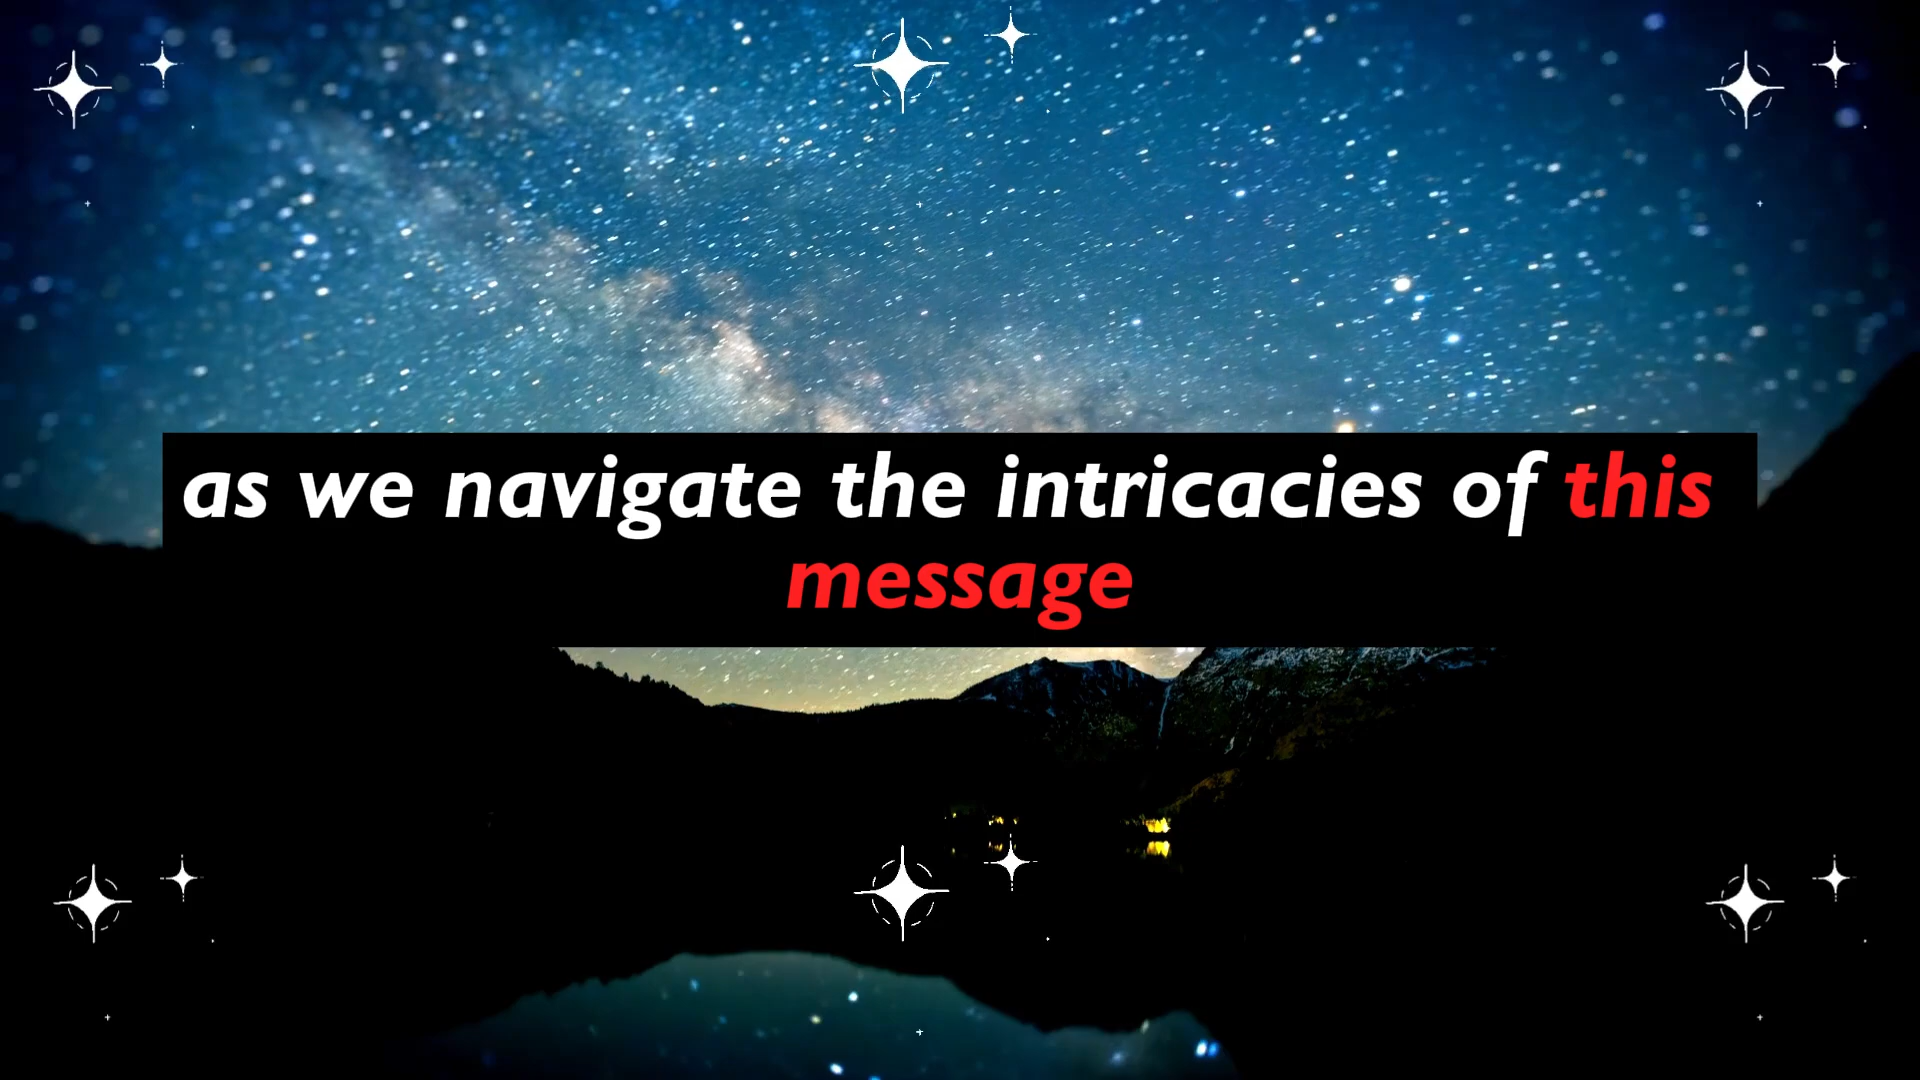 as we navigate the intricacies of this
message